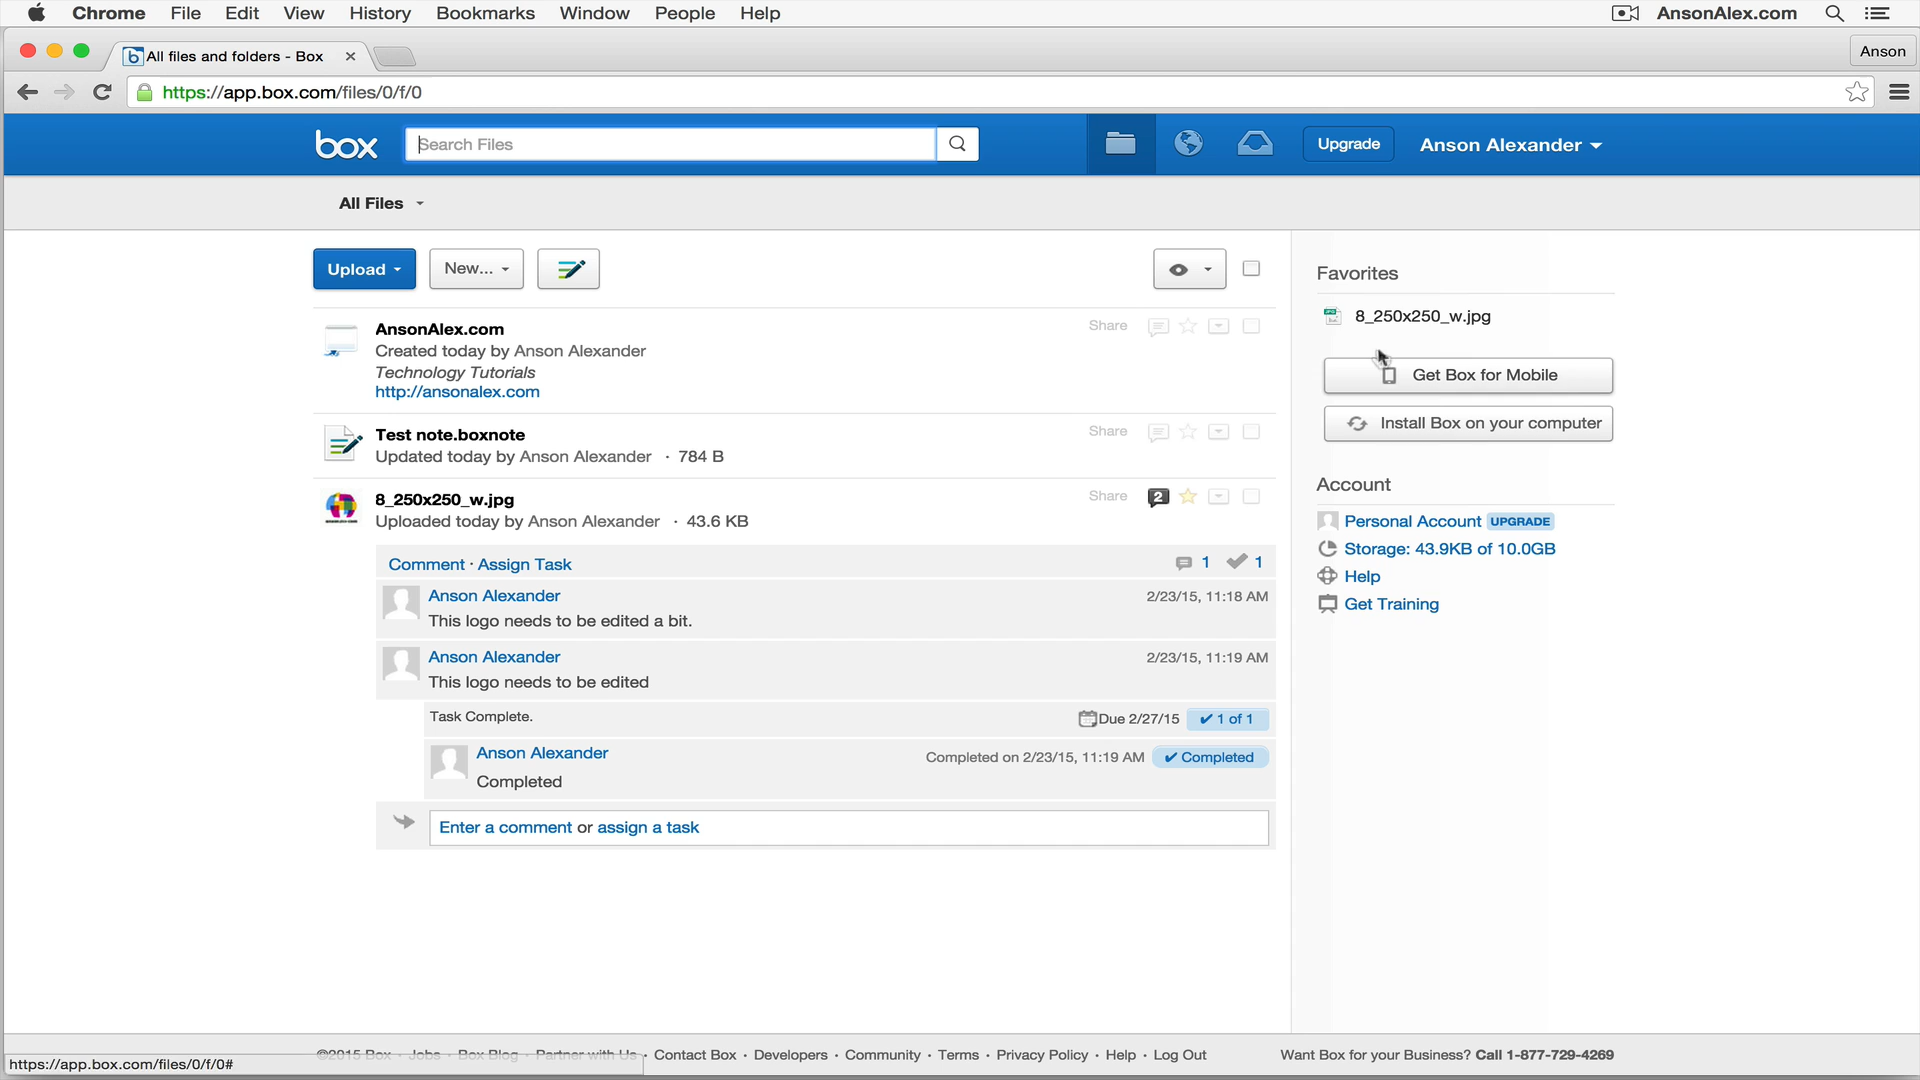 Chrome File Edit View History Bookmarks Window People Help AnsonAlex.com
All files and folders - Box
Anson
https://app.box.com/files/0/f/0
box Search Files Upgrade Anson Alexander
All Files
Upload New...
AnsonAlex.com
Share
Created today by Anson Alexander
Technology Tutorials
http://ansonalex.com
Test note.boxnote
Share
Updated today by Anson Alexander · 784 B
8_250x250_w.jpg
Share 2
Uploaded today by Anson Alexander · 43.6 KB
Comment · Assign Task 1 1
Anson Alexander 2/23/15, 11:18 AM
This logo needs to be edited a bit.
Anson Alexander 2/23/15, 11:19 AM
This logo needs to be edited
Task Complete. Due 2/27/15 ✔ 1 of 1
Anson Alexander Completed on 2/23/15, 11:19 AM ✔ Completed
Completed
Enter a comment or assign a task
Favorites
8_250x250_w.jpg
Get Box for Mobile
Install Box on your computer
Account
Personal Account UPGRADE
Storage: 43.9KB of 10.0GB
Help
Get Training
©2015 Box · Jobs · Box Blog · Partner with Us · Contact Box · Developers · Community · Terms · Privacy Policy · Help · Log Out Want Box for your Business? Call 1-877-729-4269
https://app.box.com/files/0/f/0#